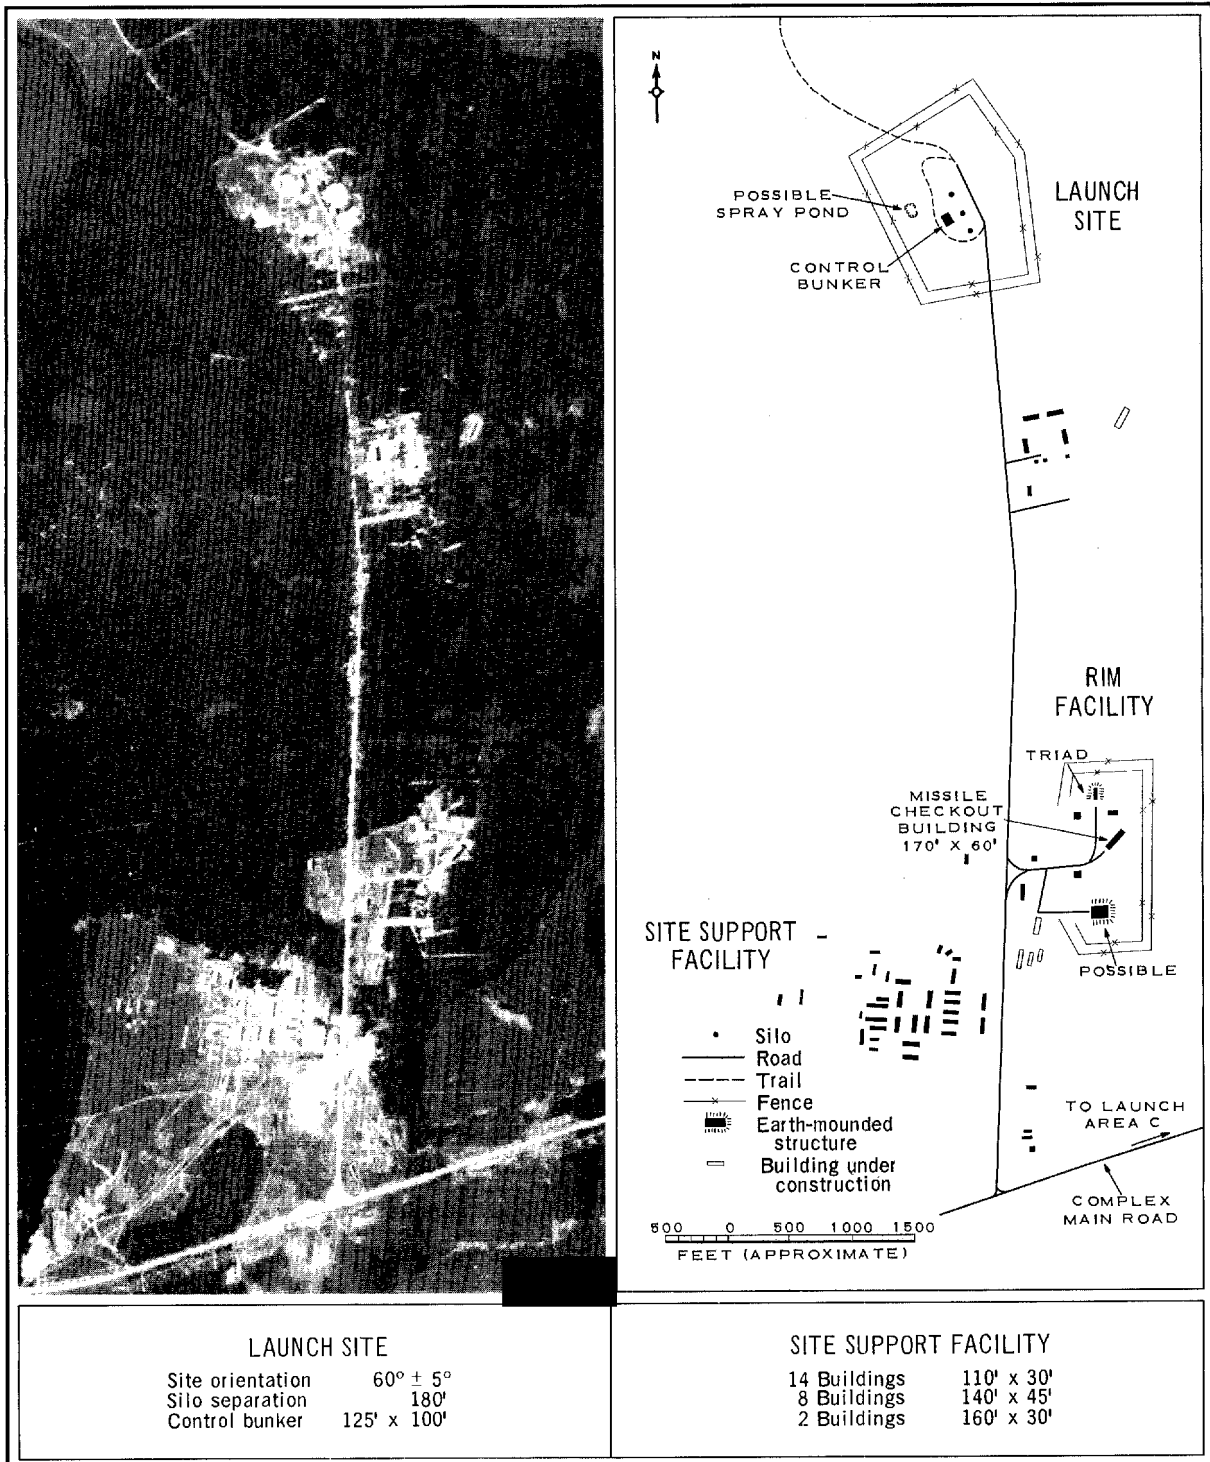 N
POSSIBLE
SPRAY POND
LAUNCH
SITE
CONTROL
BUNKER
RIM
FACILITY
TRIAD
MISSILE
CHECKOUT
BUILDING
170' X 60'
SITE SUPPORT
FACILITY
POSSIBLE
Silo
Road
Trail
Fence
Earth-mounded
structure
Building under
construction
TO LAUNCH
AREA C
COMPLEX
MAIN ROAD
500 0 500 1000 1500
FEET (APPROXIMATE)
LAUNCH SITE
Site orientation 60° ± 5°
Silo separation 180'
Control bunker 125' x 100'
SITE SUPPORT FACILITY
14 Buildings 110' x 30'
8 Buildings 140' x 45'
2 Buildings 160' x 30'